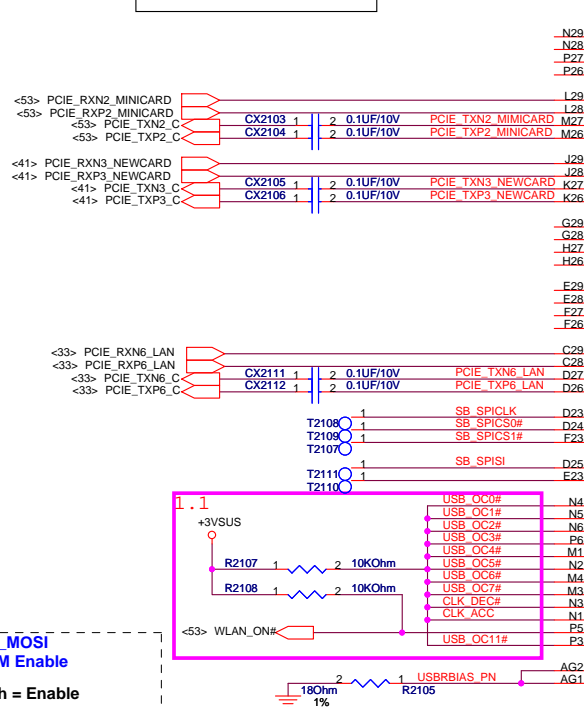 N29
N28
P27
P26
<53> PCIE_RXN2_MINICARD L29
<53> PCIE_RXP2_MINICARD L28
<53> PCIE_TXN2_C CX2103 1 2 0.1UF/10V PCIE_TXN2_MIMICARD M27
<53> PCIE_TXP2_C CX2104 1 2 0.1UF/10V PCIE_TXP2_MINICARD M26
<41> PCIE_RXN3_NEWCARD J29
<41> PCIE_RXP3_NEWCARD J28
<41> PCIE_TXN3_C CX2105 1 2 0.1UF/10V PCIE_TXN3_NEWCARD K27
<41> PCIE_TXP3_C CX2106 1 2 0.1UF/10V PCIE_TXP3_NEWCARD K26
G29
G28
H27
H26
E29
E28
F27
F26
<33> PCIE_RXN6_LAN C29
<33> PCIE_RXP6_LAN C28
<33> PCIE_TXN6_C CX2111 1 2 0.1UF/10V PCIE_TXN6_LAN D27
<33> PCIE_TXP6_C CX2112 1 2 0.1UF/10V PCIE_TXP6_LAN D26
T2108 1 SB_SPICLK D23
T2109 1 SB_SPICS0# D24
T2107 1 SB_SPICS1# F23
T2111 1 SB_SPISI D25
T2110 1 E23
1.1
USB_OC0# N4
USB_OC1# N5
+3VSUS USB_OC2# N6
USB_OC3# P6
USB_OC4# M1
R2107 1 2 10KOhm USB_OC5# N2
USB_OC6# M4
R2108 1 2 10KOhm USB_OC7# M3
CLK_DEC# N3
CLK_ACC N1
<53> WLAN_ON# P5
USB_OC11# P3
_MOSI
M Enable
h = Enable
AG2
2 1 USBRBIAS_PN AG1
18Ohm R2105
1%